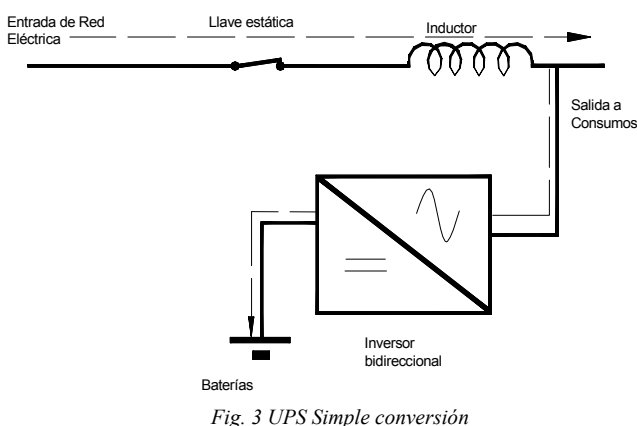 Entrada de Red
Eléctrica
Llave estática
Inductor
Salida a
Consumos
Inversor
bidireccional
Baterías
Fig. 3 UPS Simple conversión